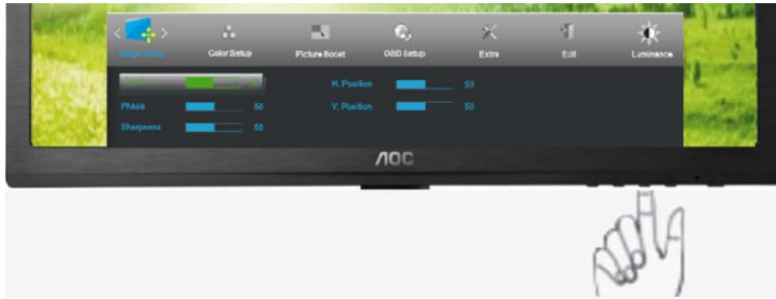 Image Setup Color Setup Picture Boost OSD Setup Extra Exit Luminance
H. Position 50
Phase 50 V. Position 50
Sharpness 50
AOC